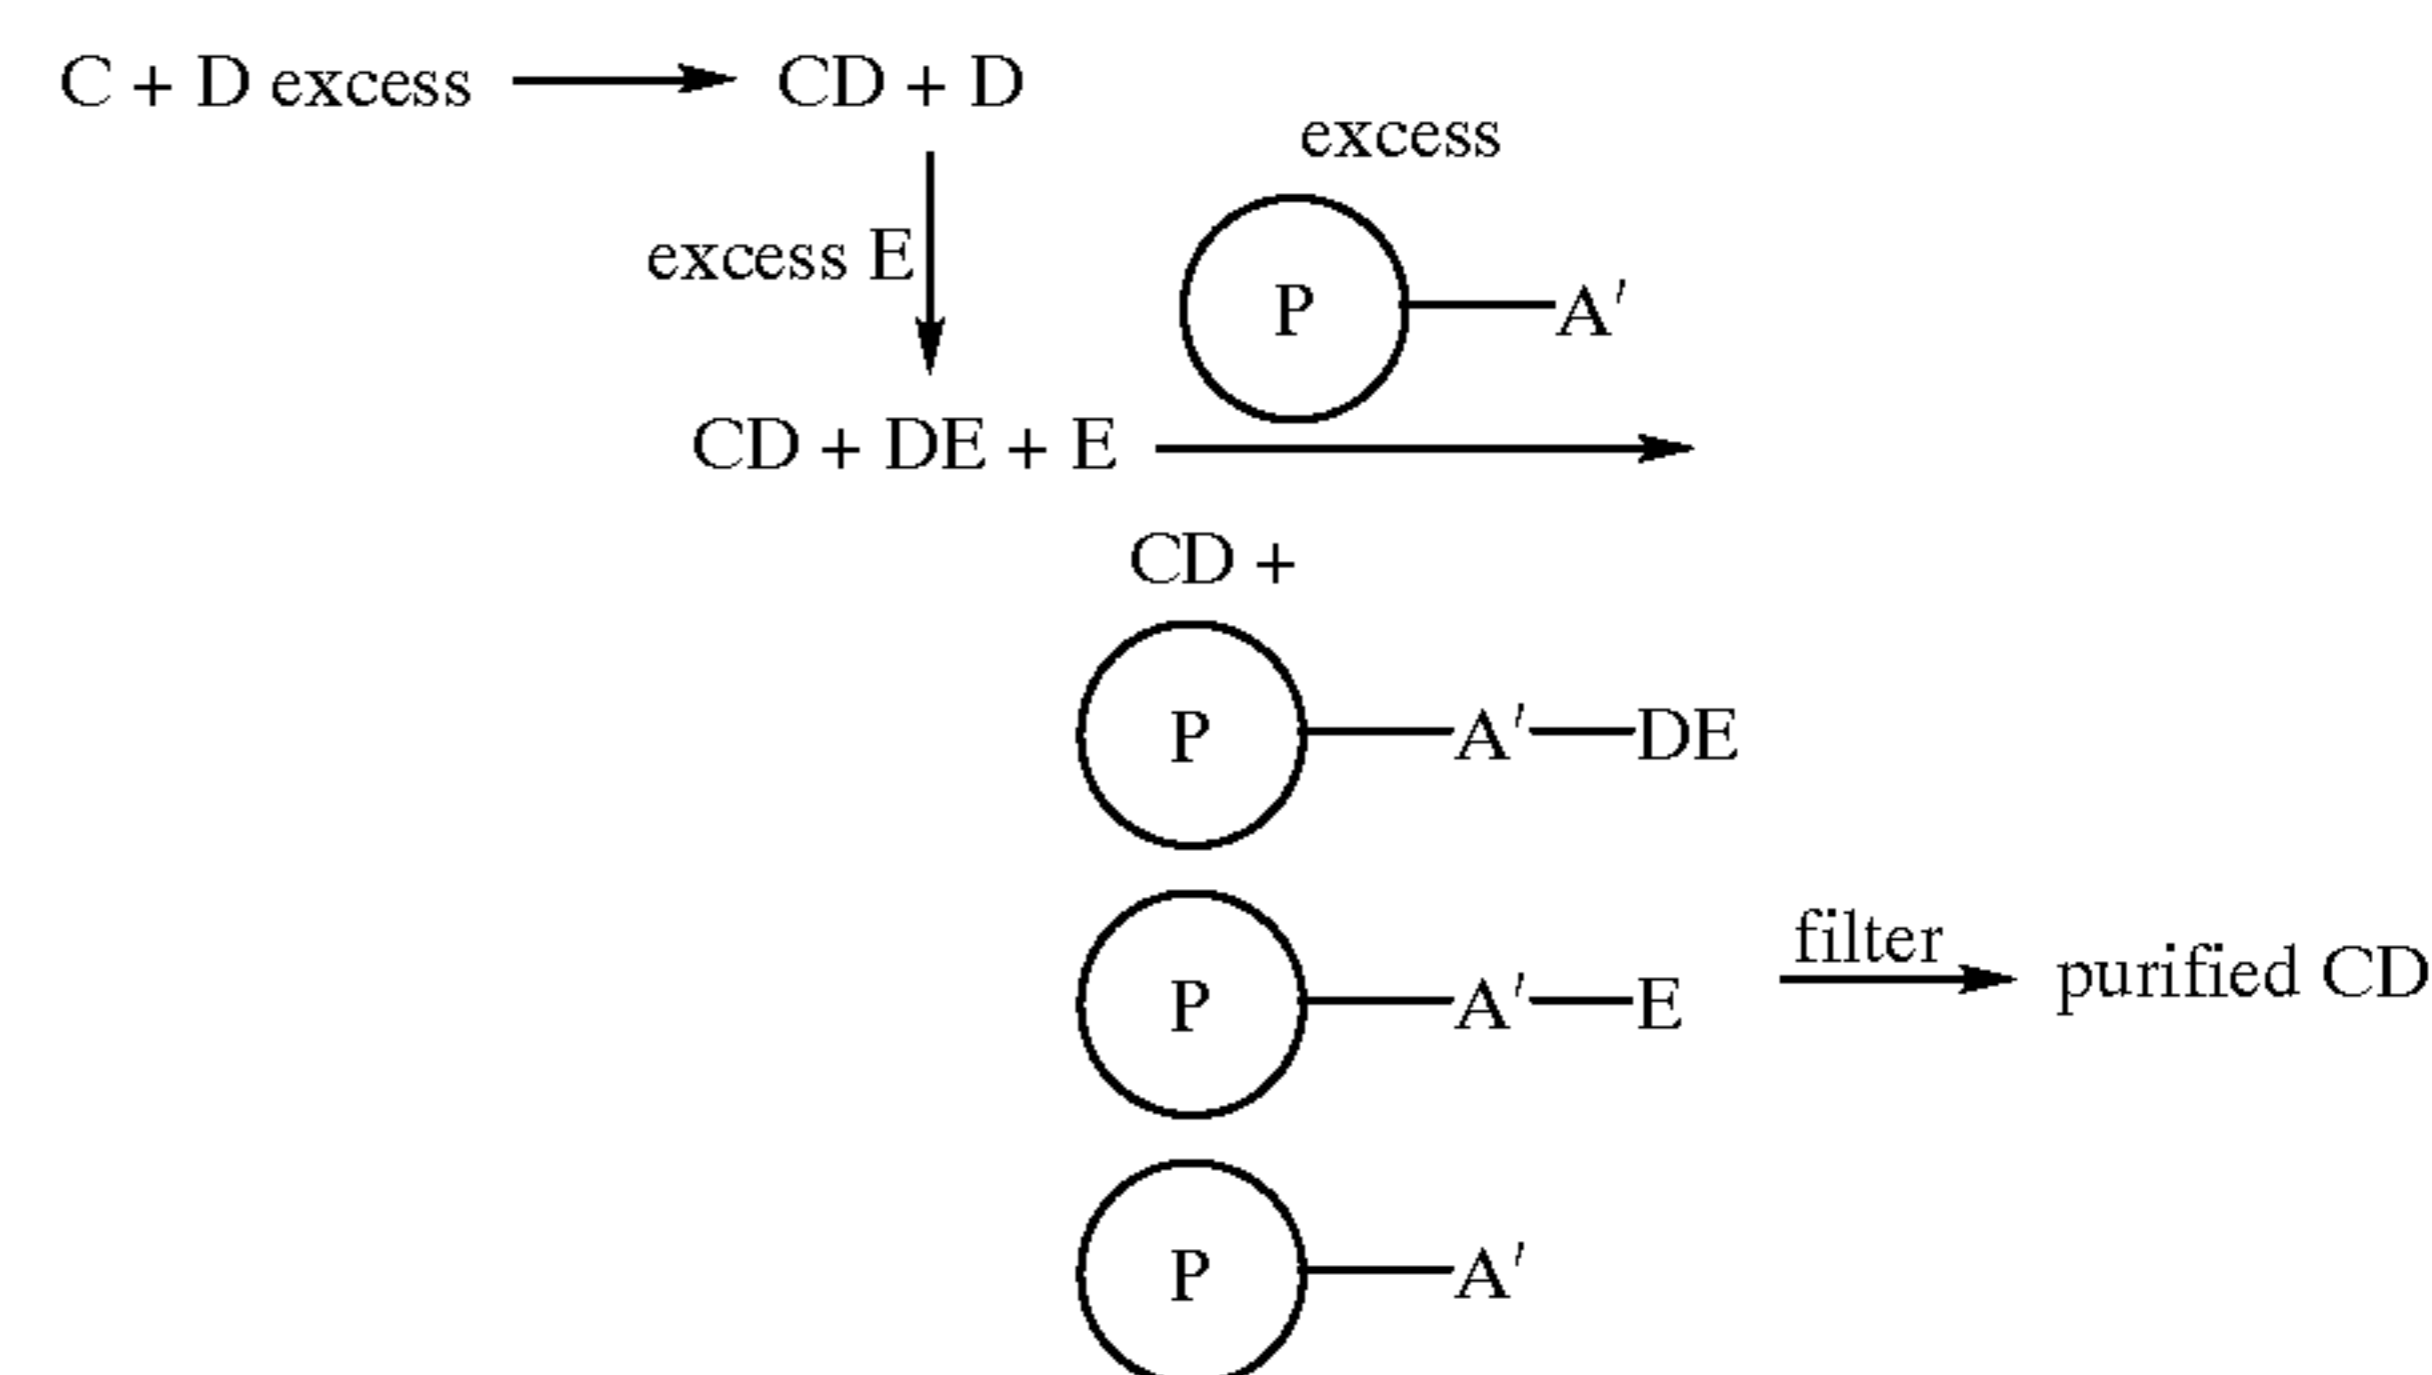 C + D excess → CD + D
excess
excess E
P A′
CD + DE + E
CD +
P A′ DE
P A′ E
filter
purified CD
P A′